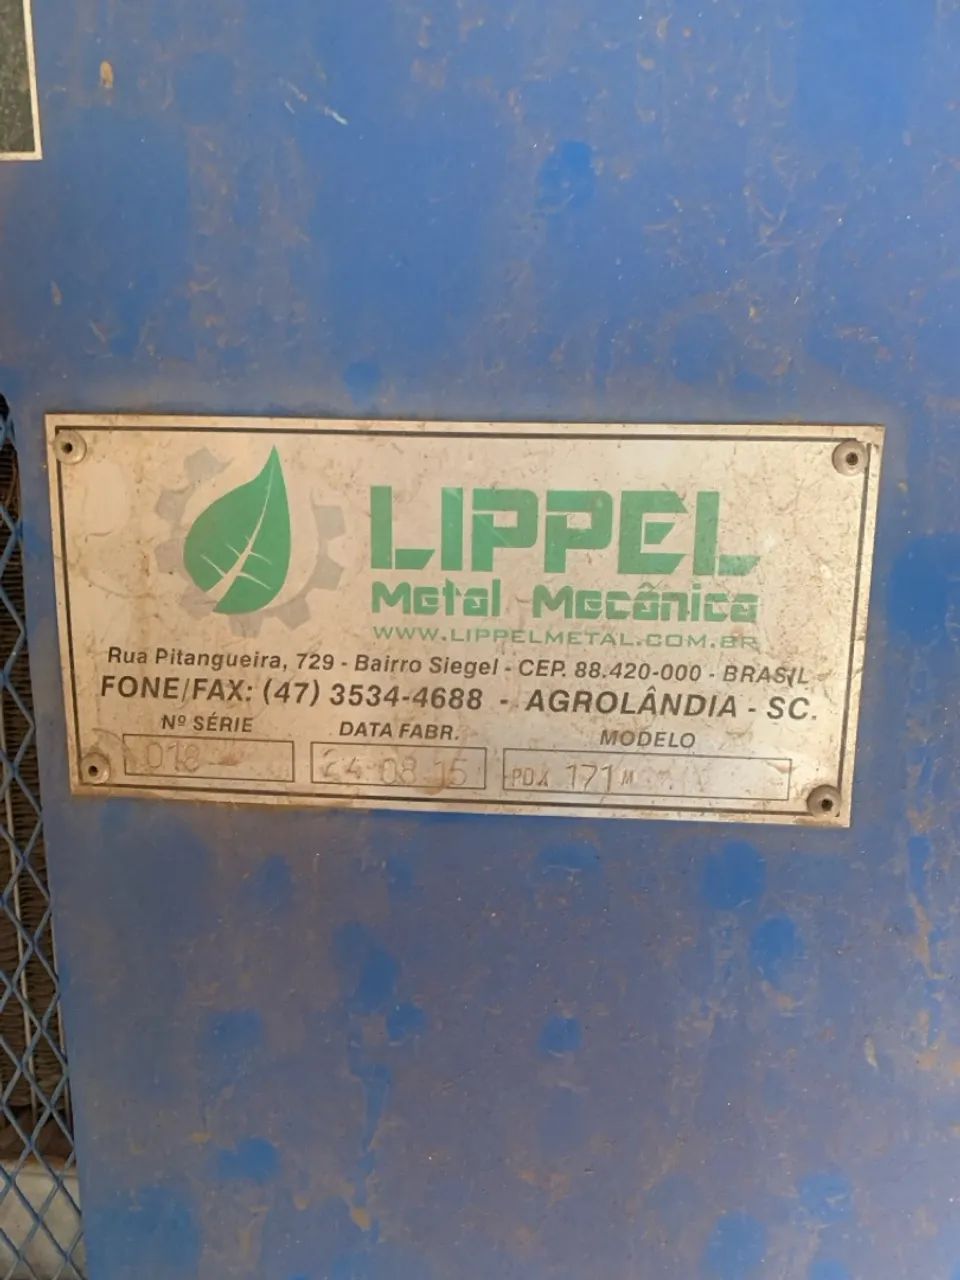 LIPPEL
Metal Mecânica
WWW.LIPPELMETAL.COM.BR
Rua Pitangueira, 729 - Bairro Siegel - CEP. 88.420-000 - BRASIL
FONE/FAX: (47) 3534-4688 - AGROLÂNDIA - SC.
Nº SÉRIE DATA FABR. MODELO
018 24 08 15 171 M